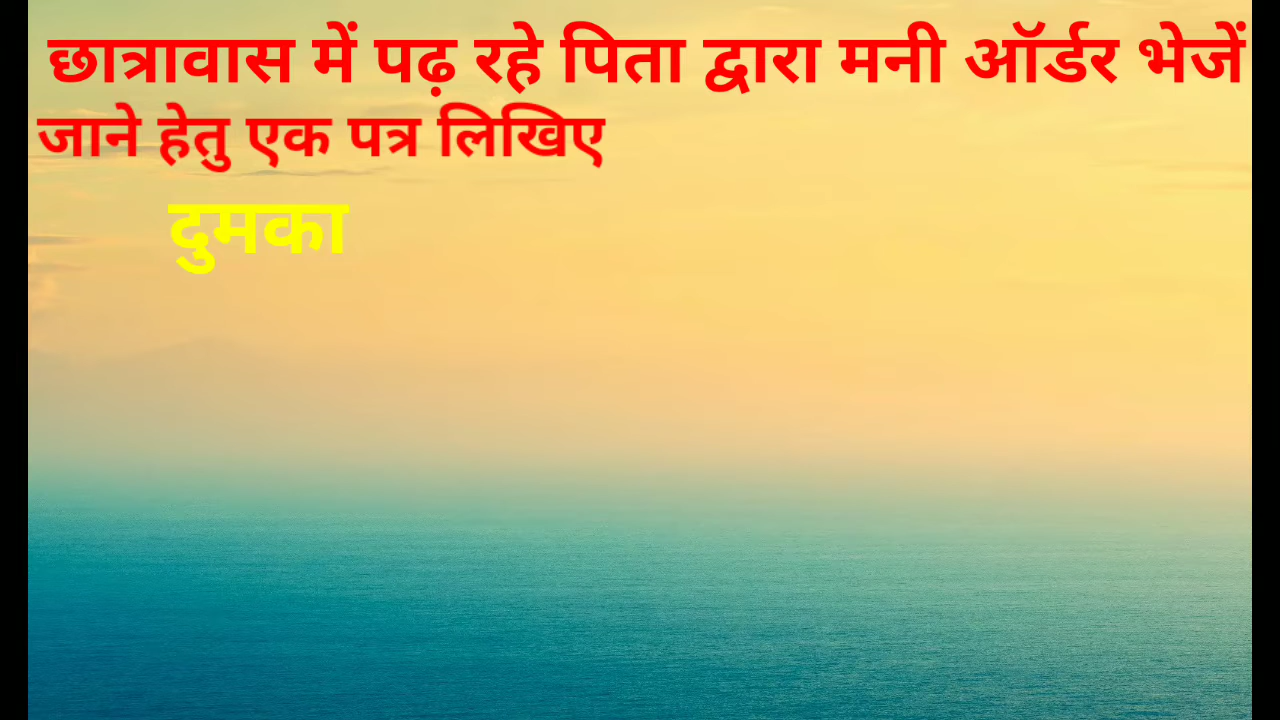 छात्रावास में पढ़ रहे पिता द्वारा मनी ऑर्डर भेजें
जाने हेतु एक पत्र लिखिए
दुमका